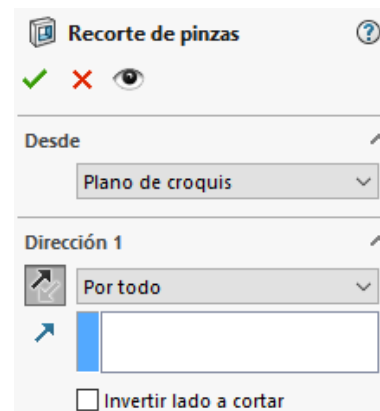 Recorte de pinzas
Desde
Plano de croquis
Dirección 1
Por todo
Invertir lado a cortar